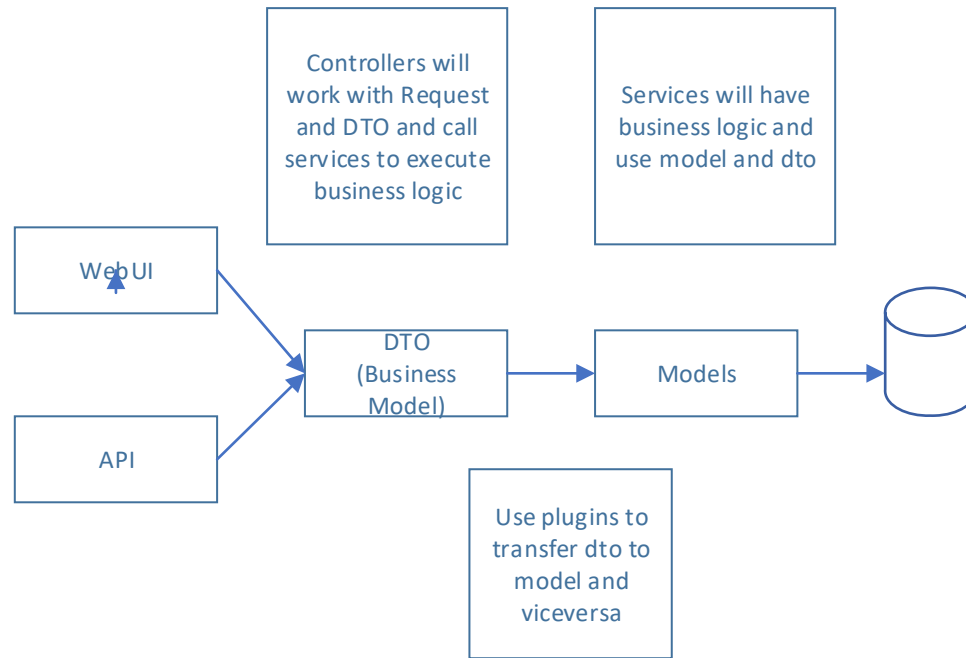 Controllers will
work with Request
and DTO and call
services to execute
business logic
Services will have
business logic and
use model and dto
WebUI
DTO
(Business
Model)
Models
API
Use plugins to
transfer dto to
model and
viceversa